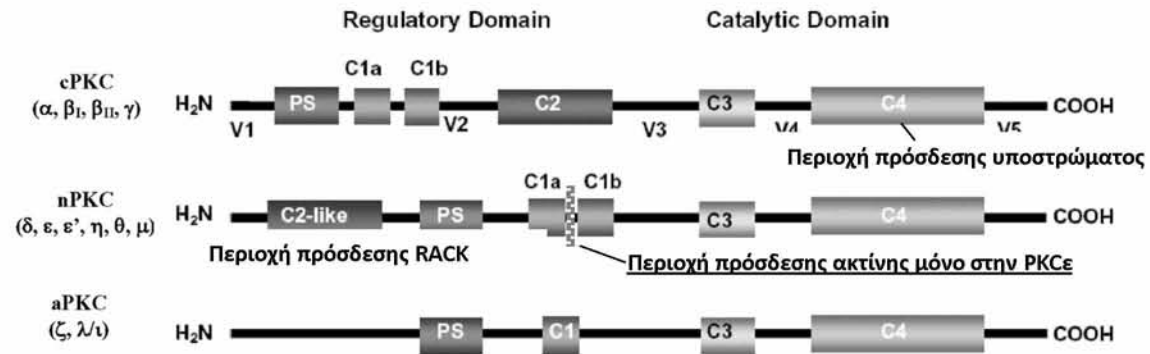 Regulatory Domain Catalytic Domain
cPKC
(α, βI, βII, γ)
H₂N PS C1a C1b C2 C3 C4 COOH
V1 V2 V3 V4 V5
Περιοχή πρόσδεσης υποστρώματος
nPKC
(δ, ε, ε’, η, θ, μ)
H₂N C2-like PS C1a C1b C3 C4 COOH
Περιοχή πρόσδεσης RACK
Περιοχή πρόσδεσης ακτίνης μόνο στην PKCε
aPKC
(ζ, λ/ι)
H₂N PS C1 C3 C4 COOH